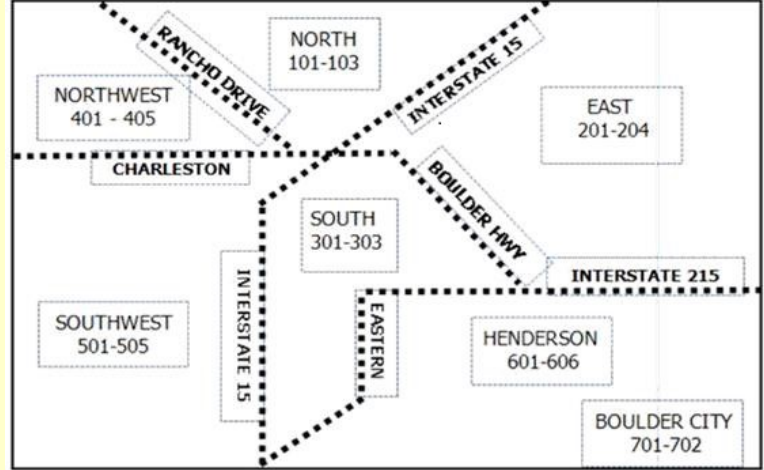 NORTH
101-103
RANCHO DRIVE
INTERSTATE 15
NORTHWEST
401 - 405
EAST
201-204
CHARLESTON
BOULDER HWY
SOUTH
301-303
INTERSTATE 215
INTERSTATE 15
EASTERN
SOUTHWEST
501-505
HENDERSON
601-606
BOULDER CITY
701-702